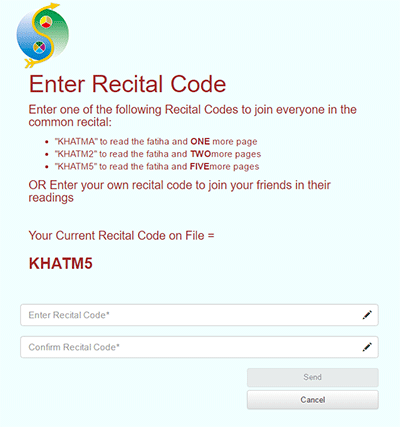 Enter Recital Code
Enter one of the following Recital Codes to join everyone in the
common recital:
• "KHATMA" to read the fatiha and ONE more page
• "KHATM2" to read the fatiha and TWOmore pages
• "KHATM5" to read the fatiha and FIVEmore pages
OR Enter your own recital code to join your friends in their
readings
Your Current Recital Code on File =
KHATM5
Enter Recital Code*
Confirm Recital Code*
Send
Cancel